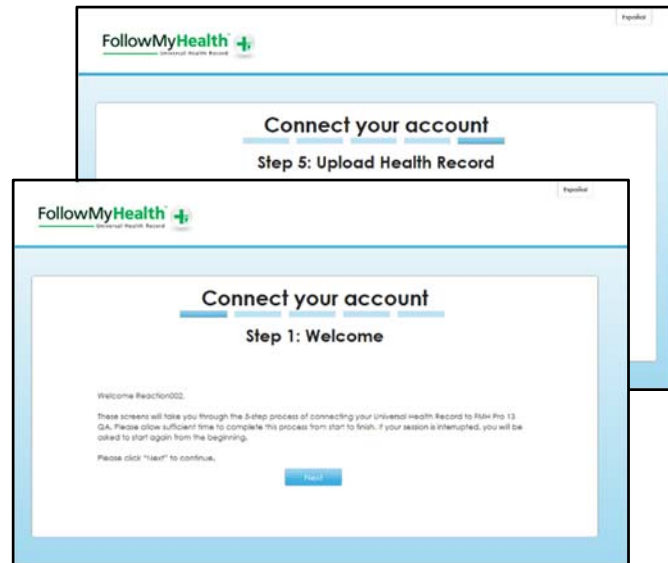 Español
FollowMyHealth
Universal Health Record
Connect your account
Step 5: Upload Health Record
Español
FollowMyHealth
Universal Health Record
Connect your account
Step 1: Welcome
Welcome Reaction002,
These screens will take you through the 5-step process of connecting your Universal Health Record to FMH Pro 13
QA. Please allow sufficient time to complete this process from start to finish. If your session is interrupted, you will be
asked to start again from the beginning.
Please click "Next" to continue.
Next